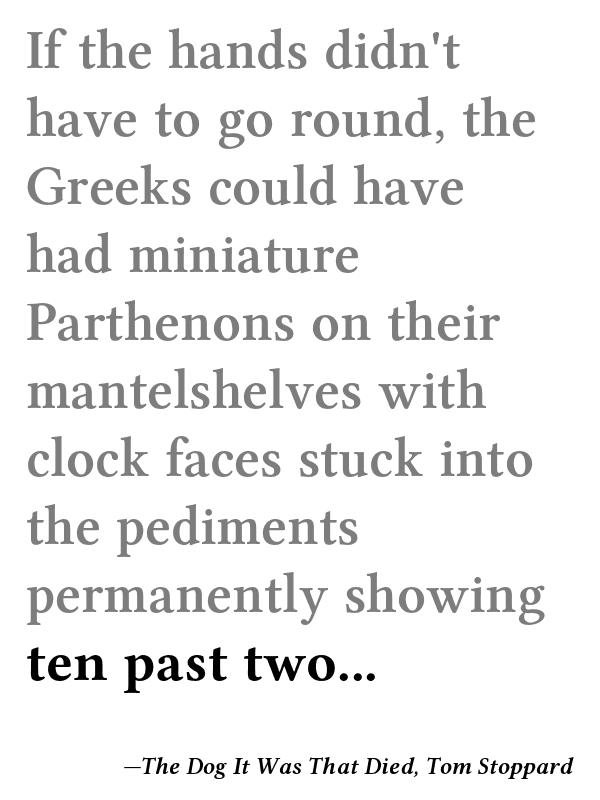 If the hands didn't
have to go round, the
Greeks could have
had miniature
Parthenons on their
mantelshelves with
clock faces stuck into
the pediments
permanently showing
ten past two...
—The Dog It Was That Died, Tom Stoppard